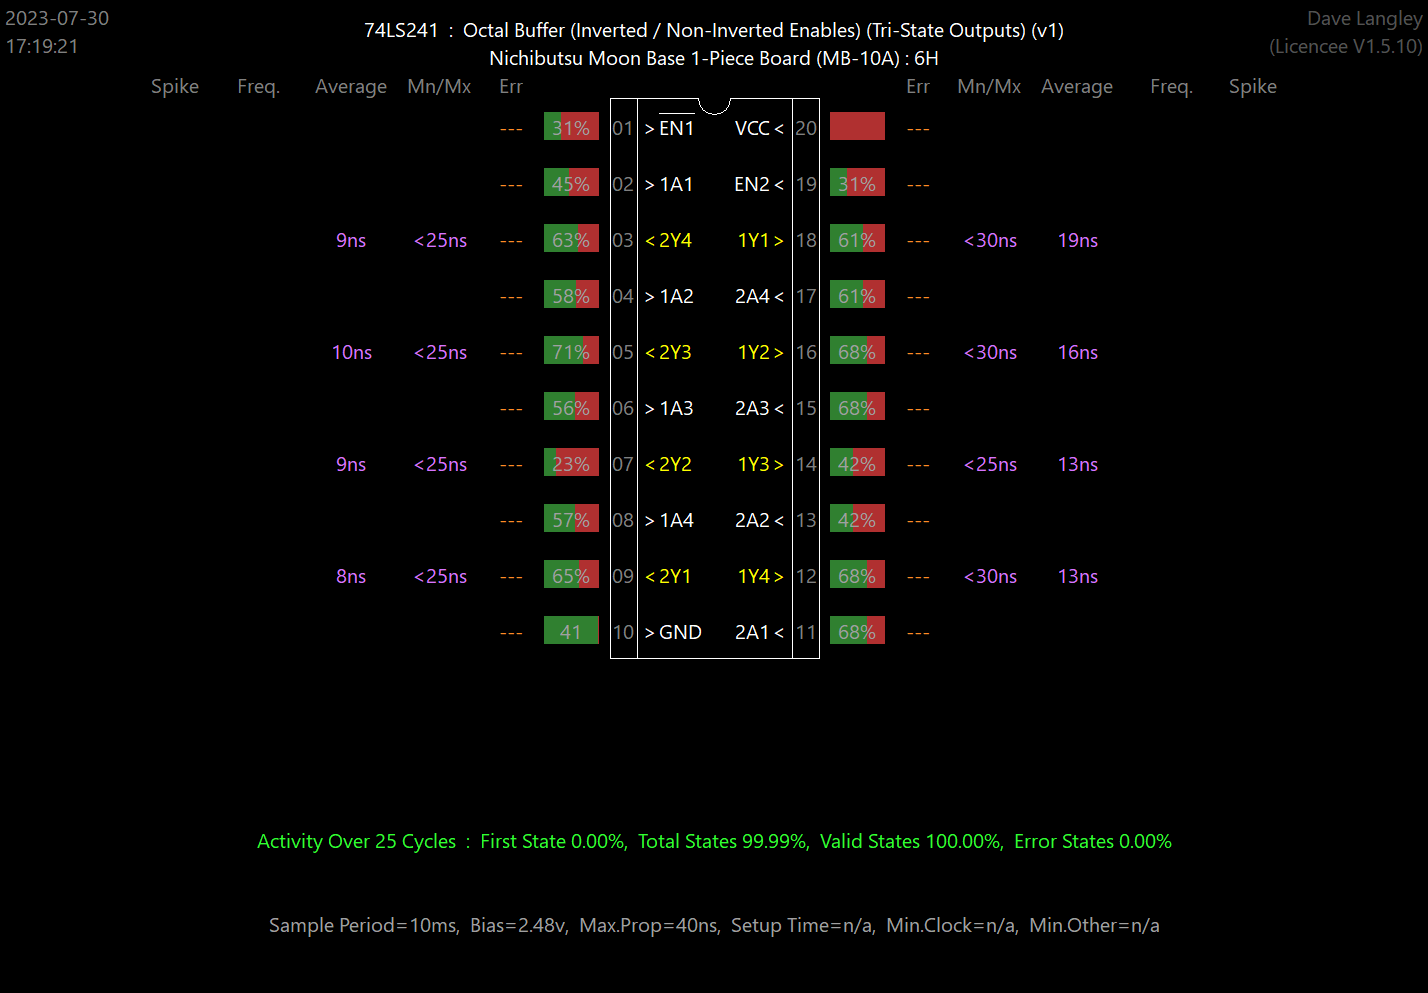 2023-07-30
17:19:21
74LS241 : Octal Buffer (Inverted / Non-Inverted Enables) (Tri-State Outputs) (v1)
Nichibutsu Moon Base 1-Piece Board (MB-10A) : 6H
Dave Langley
(Licencee V1.5.10)
Spike Freq. Average Mn/Mx Err Err Mn/Mx Average Freq. Spike
--- 31% 01 > EN1 VCC < 20 ---
--- 45% 02 > 1A1 EN2 < 19 31% ---
9ns <25ns --- 63% 03 < 2Y4 1Y1 > 18 61% --- <30ns 19ns
--- 58% 04 > 1A2 2A4 < 17 61% ---
10ns <25ns --- 71% 05 < 2Y3 1Y2 > 16 68% --- <30ns 16ns
--- 56% 06 > 1A3 2A3 < 15 68% ---
9ns <25ns --- 23% 07 < 2Y2 1Y3 > 14 42% --- <25ns 13ns
--- 57% 08 > 1A4 2A2 < 13 42% ---
8ns <25ns --- 65% 09 < 2Y1 1Y4 > 12 68% --- <30ns 13ns
--- 41 10 > GND 2A1 < 11 68% ---
Activity Over 25 Cycles : First State 0.00%, Total States 99.99%, Valid States 100.00%, Error States 0.00%
Sample Period=10ms, Bias=2.48v, Max.Prop=40ns, Setup Time=n/a, Min.Clock=n/a, Min.Other=n/a